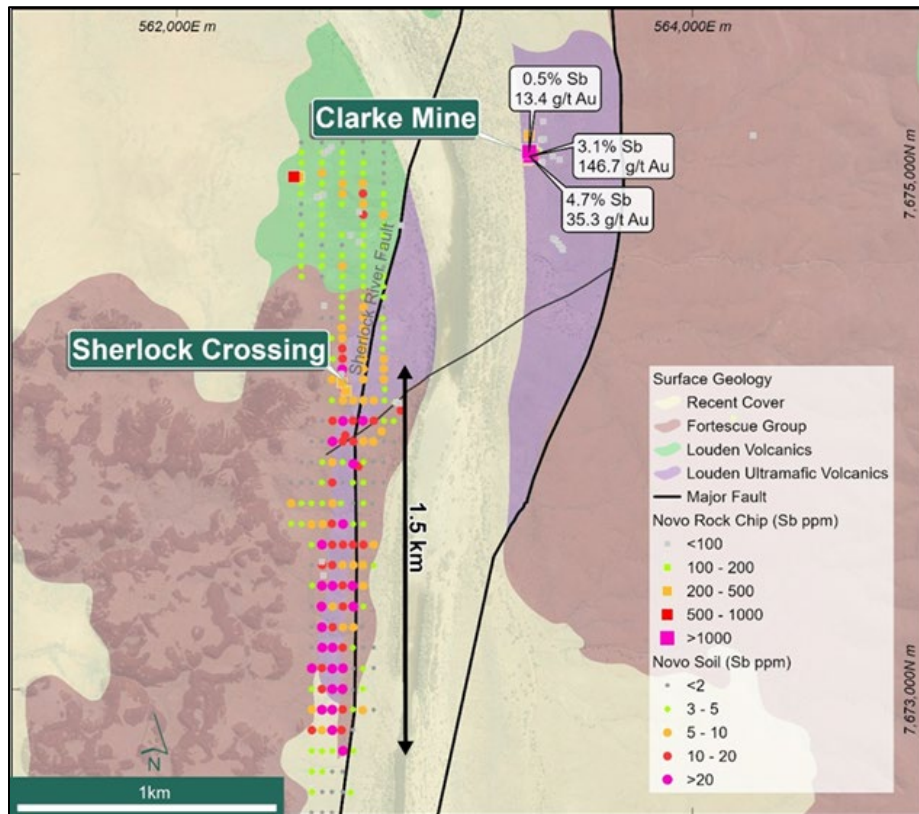 562,000E m
564,000E m
0.5% Sb
13.4 g/t Au
Clarke Mine
3.1% Sb
146.7 g/t Au
4.7% Sb
35.3 g/t Au
7,675,000N m
Sherlock River Fault
Sherlock Crossing
1.5 km
Surface Geology
Recent Cover
Fortescue Group
Louden Volcanics
Louden Ultramafic Volcanics
Major Fault
Novo Rock Chip (Sb ppm)
<100
100 - 200
200 - 500
500 - 1000
>1000
Novo Soil (Sb ppm)
<2
3 - 5
5 - 10
10 - 20
>20
7,673,000N m
N
1km